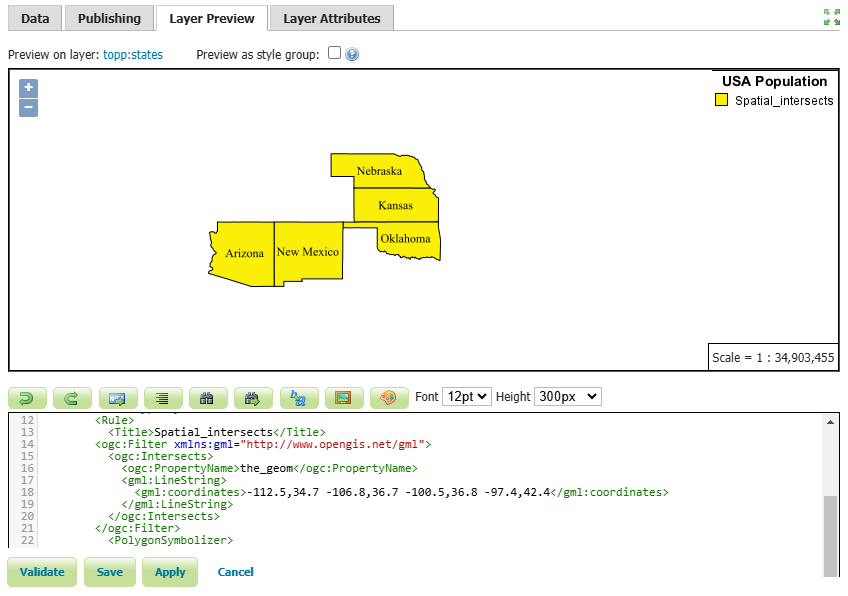 Data Publishing Layer Preview Layer Attributes
Preview on layer: topp:states Preview as style group:
+
−
USA Population
Spatial_intersects
Nebraska
Kansas
Oklahoma
Arizona New Mexico
Scale = 1 : 34,903,455
Font 12pt Height 300px
12 <Rule>
13 <Title>Spatial_intersects</Title>
14 <ogc:Filter xmlns:gml="http://www.opengis.net/gml">
15 <ogc:Intersects>
16 <ogc:PropertyName>the_geom</ogc:PropertyName>
17 <gml:LineString>
18 <gml:coordinates>-112.5,34.7 -106.8,36.7 -100.5,36.8 -97.4,42.4</gml:coordinates>
19 </gml:LineString>
20 </ogc:Intersects>
21 </ogc:Filter>
22 <PolygonSymbolizer>
Validate Save Apply Cancel